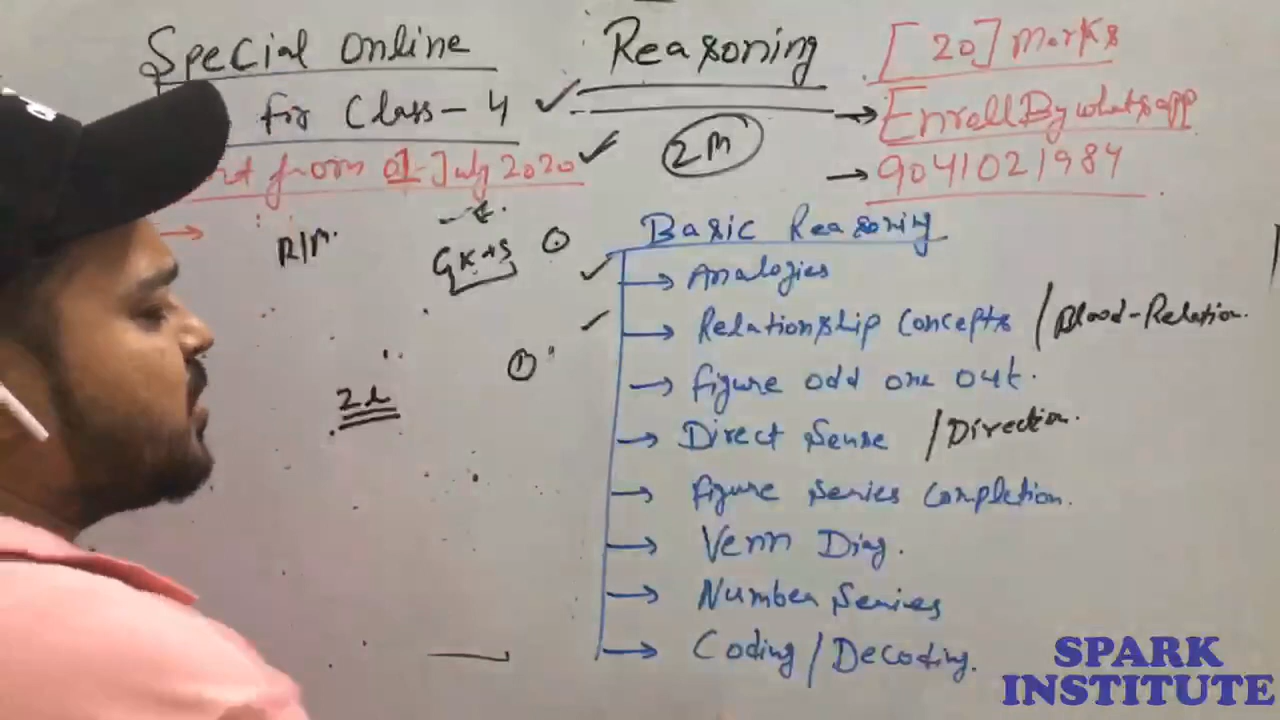 Special Online
for Class-4
from 01-July 2020
R/M.
GK+S
2L
Reasoning
2M
[20] Marks
Enroll By whatsapp
9041021984
Basic Reasoning
Analogies
Relationship Concepts / Blood-Relation.
figure odd one out.
Direct Sense / Direction.
figure series completion.
Venn Diag.
Number Series
Coding / Decoding.
SPARK
INSTITUTE